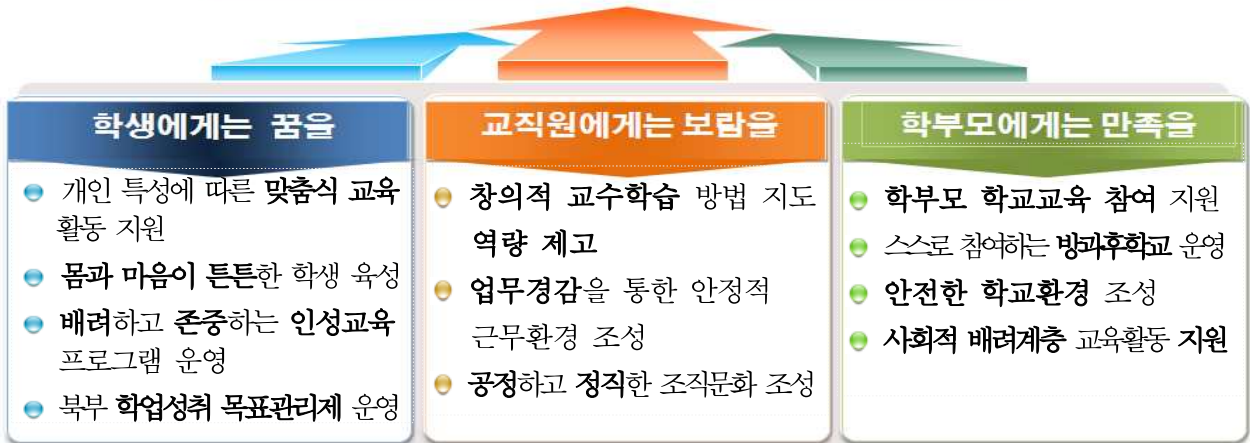 학생에게는 꿈을
개인 특성에 따른 맞춤식 교육
활동 지원
몸과 마음이 튼튼한 학생 육성
배려하고 존중하는 인성교육
프로그램 운영
북부 학업성취 목표관리제 운영
교직원에게는 보람을
창의적 교수학습 방법 지도
역량 제고
업무경감을 통한 안정적
근무환경 조성
공정하고 정직한 조직문화 조성
학부모에게는 만족을
학부모 학교교육 참여 지원
스스로 참여하는 방과후학교 운영
안전한 학교환경 조성
사회적 배려계층 교육활동 지원